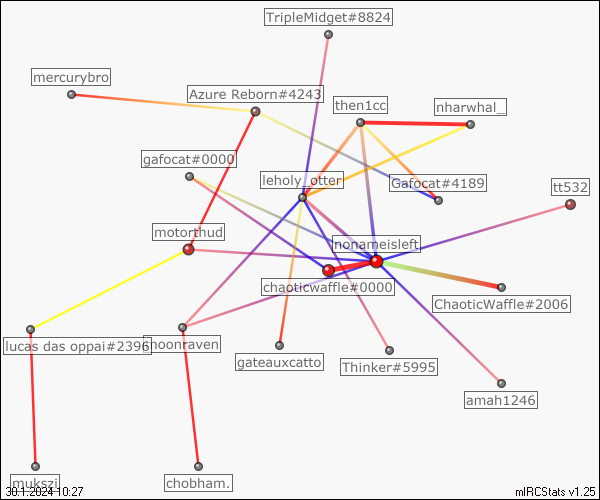 TripleMidget#8824
mercurybro
Azure Reborn#4243
then1cc
nharwhal_
gafocat#0000
leholy_otter
Gafocat#4189
tt532
motorthud
nonameisleft
chaoticwaffle#0000
ChaoticWaffle#2006
lucas das oppai#2396
moonraven
gateauxcatto
Thinker#5995
amah1246
mukszi
chobham.
30.1.2024 10:27
mIRCStats v1.25